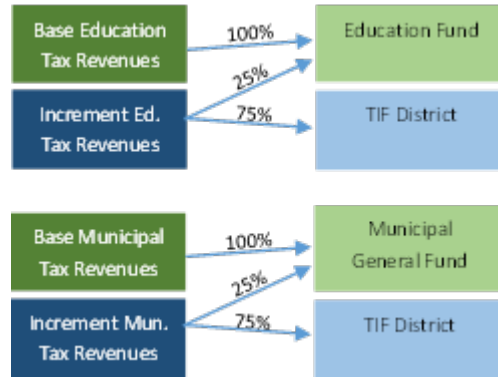 Base Education
Tax Revenues
100%
Education Fund
25%
Increment Ed.
Tax Revenues
75%
TIF District
Base Municipal
Tax Revenues
100%
Municipal
General Fund
25%
Increment Mun.
Tax Revenues
75%
TIF District